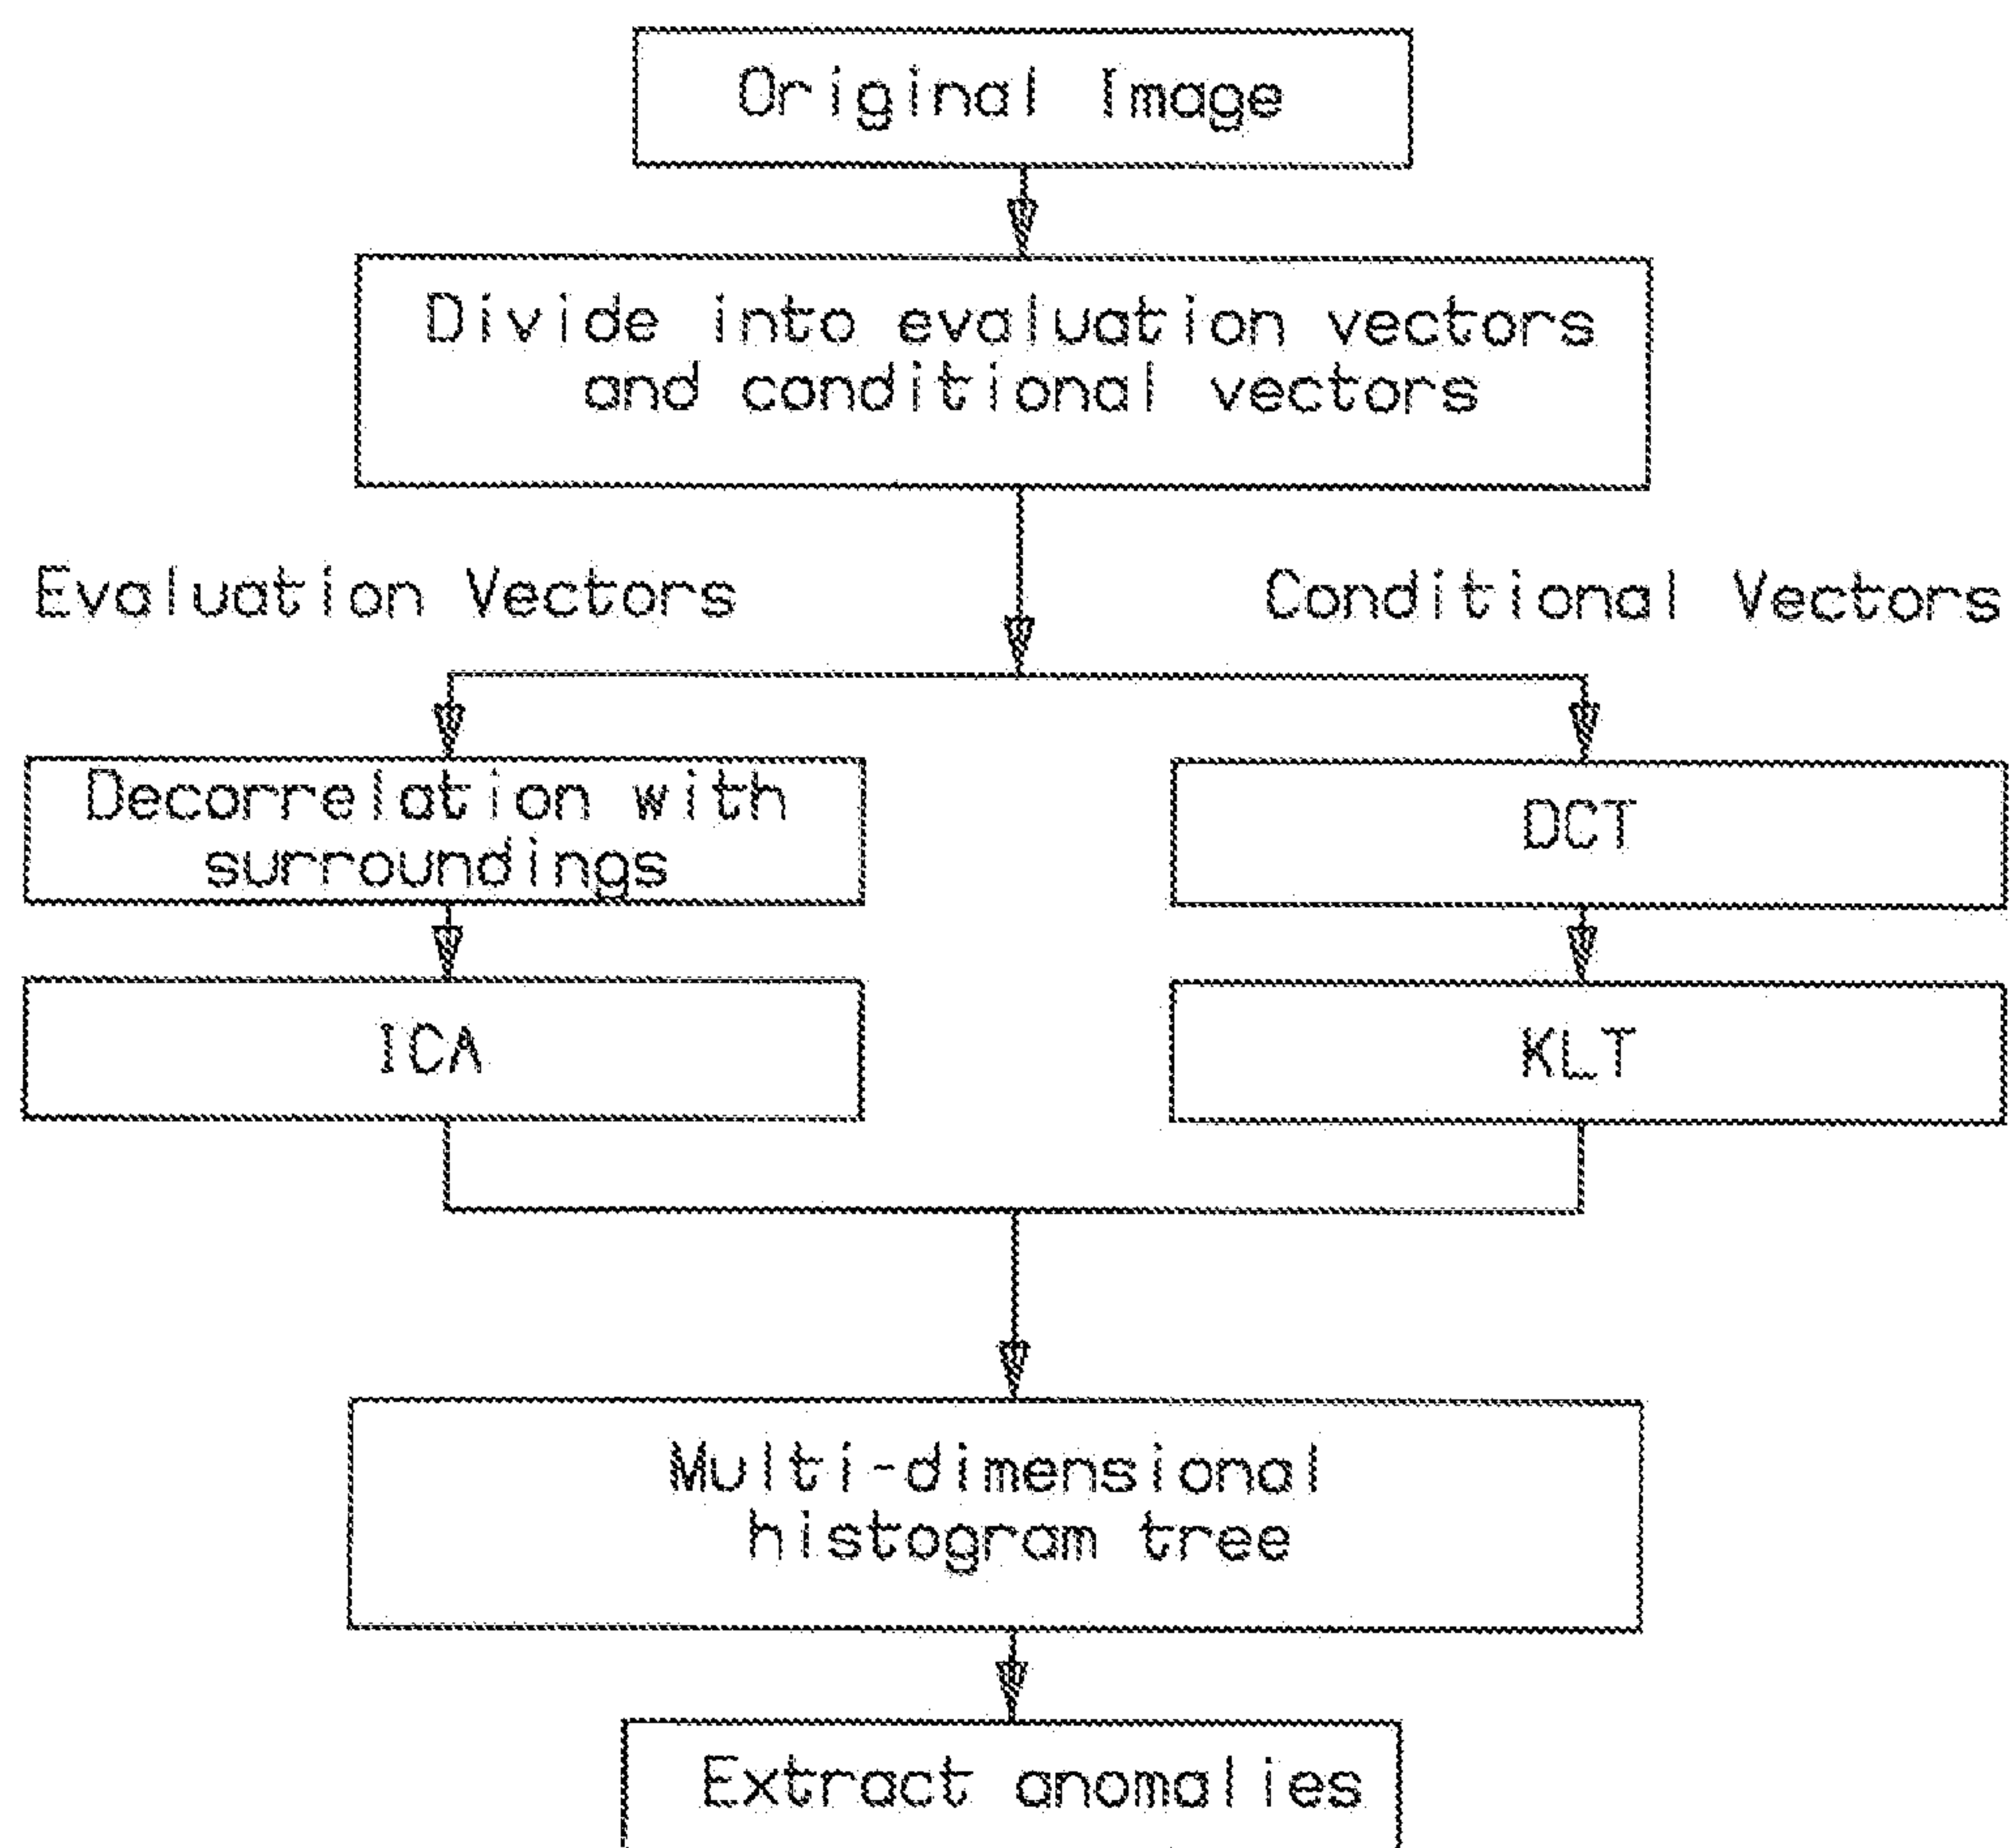 Original Image
Divide into evaluation vectors
and conditional vectors
Evaluation Vectors
Conditional Vectors
Decorrelation with
surroundings
DCT
ICA
KLT
Multi-dimensional
histogram tree
Extract anomalies